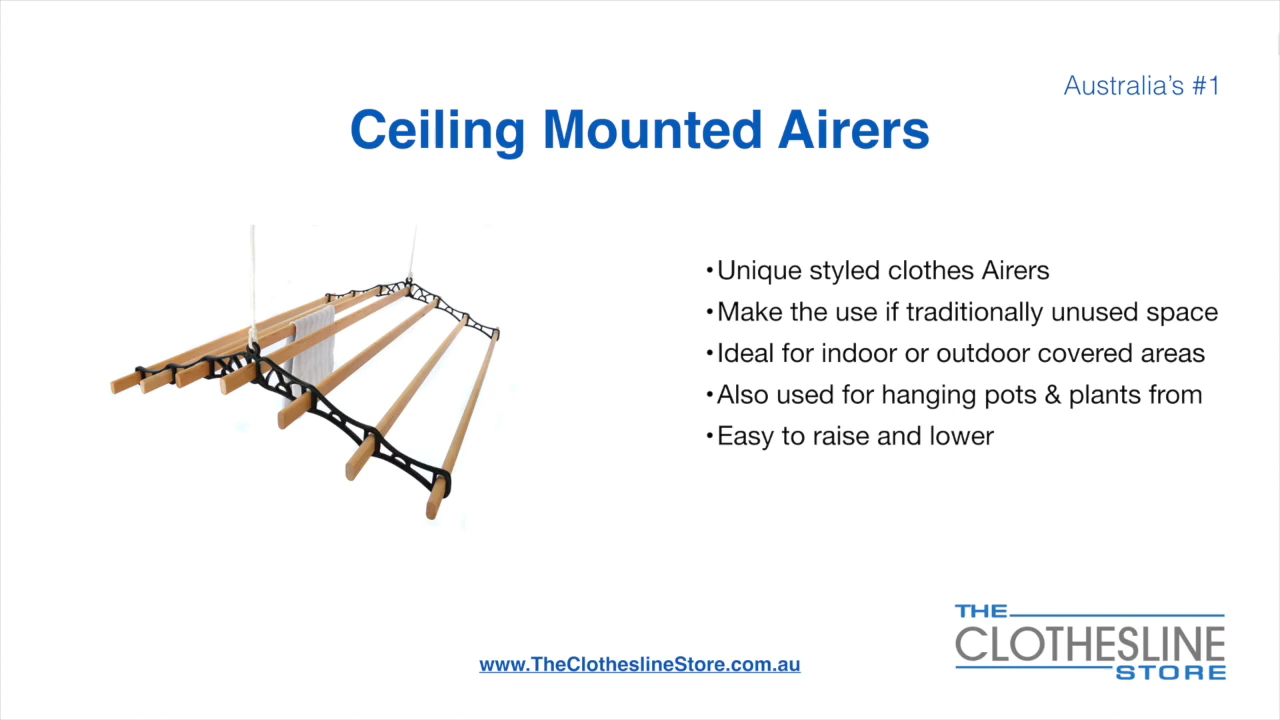 Australia's #1
Ceiling Mounted Airers
•Unique styled clothes Airers
•Make the use if traditionally unused space
•Ideal for indoor or outdoor covered areas
•Also used for hanging pots & plants from
•Easy to raise and lower
www.TheClotheslineStore.com.au
THE
CLOTHESLINE
STORE